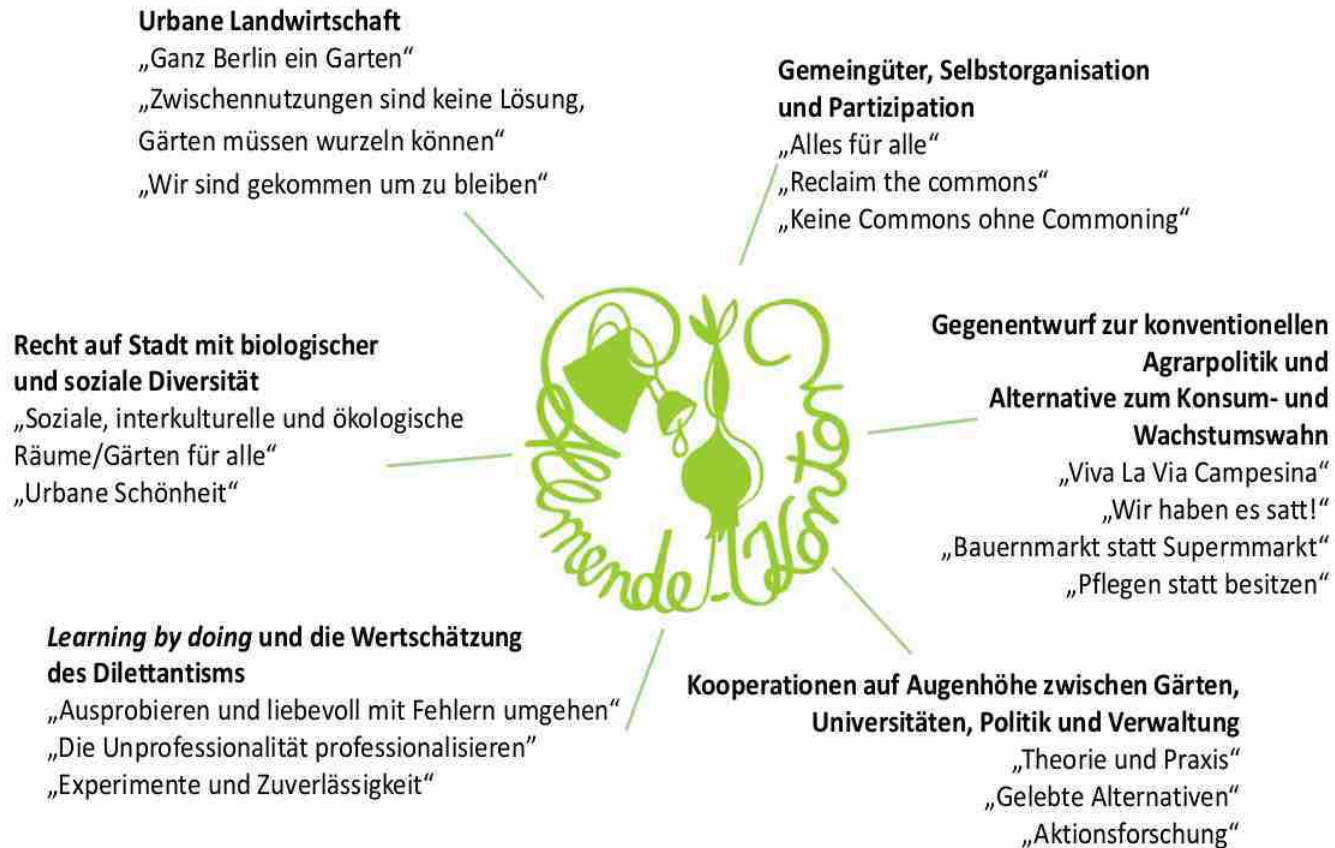 Urbane Landwirtschaft
„Ganz Berlin ein Garten“
„Zwischennutzungen sind keine Lösung,
Gärten müssen wurzeln können“
„Wir sind gekommen um zu bleiben“
Gemeingüter, Selbstorganisation
und Partizipation
„Alles für alle“
„Reclaim the commons“
„Keine Commons ohne Commoning“
Recht auf Stadt mit biologischer
und soziale Diversität
„Soziale, interkulturelle und ökologische
Räume/Gärten für alle“
„Urbane Schönheit“
Allmende-Kontor
Gegenentwurf zur konventionellen
Agrarpolitik und
Alternative zum Konsum- und
Wachstumswahn
„Viva La Via Campesina“
„Wir haben es satt!“
„Bauernmarkt statt Supermmarkt“
„Pflegen statt besitzen“
Learning by doing und die Wertschätzung
des Dilettantisms
„Ausprobieren und liebevoll mit Fehlern umgehen“
„Die Unprofessionalität professionalisieren”
„Experimente und Zuverlässigkeit“
Kooperationen auf Augenhöhe zwischen Gärten,
Universitäten, Politik und Verwaltung
„Theorie und Praxis“
„Gelebte Alternativen“
„Aktionsforschung“